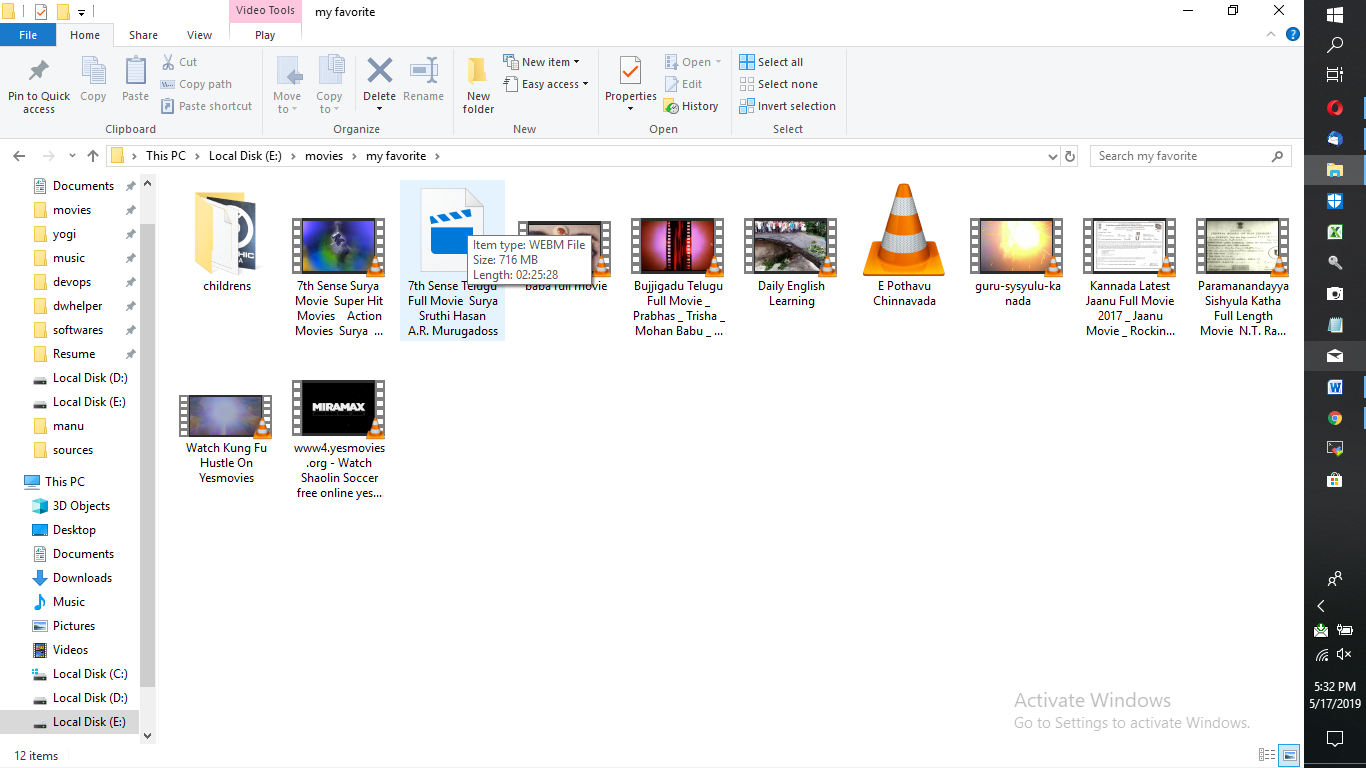 Video Tools
my favorite
File
Home
Share
View
Play
Pin to Quick
access
Copy
Paste
Cut
Copy path
Paste shortcut
Clipboard
Move
to
Copy
to
Delete
Rename
Organize
New
folder
New item
Easy access
New
Properties
Open
Edit
History
Open
Select all
Select none
Invert selection
Select
This PC
Local Disk (E:)
movies
my favorite
Search my favorite
Documents
movies
yogi
music
devops
dwhelper
softwares
Resume
Local Disk (D:)
Local Disk (E:)
manu
sources
This PC
3D Objects
Desktop
Documents
Downloads
Music
Pictures
Videos
Local Disk (C:)
Local Disk (D:)
Local Disk (E:)
childrens
7th Sense Surya
Movie Super Hit
Movies Action
Movies Surya ...
7th Sense Telugu
Full Movie Surya
Sruthi Hasan
A.R. Murugadoss
Item type: WEBM File
Size: 716 MB
Length: 02:25:28
baba full movie
Bujjigadu Telugu
Full Movie _
Prabhas _ Trisha _
Mohan Babu _ ...
Daily English
Learning
E Pothavu
Chinnavada
guru-sysyulu-ka
nada
Kannada Latest
Jaanu Full Movie
2017 _ Jaanu
Movie _ Rockin...
Paramanandayya
Sishyula Katha
Full Length
Movie N.T. Ra...
Watch Kung Fu
Hustle On
Yesmovies
MIRAMAX
www4.yesmovies
.org - Watch
Shaolin Soccer
free online yes...
Activate Windows
Go to Settings to activate Windows.
12 items
5:32 PM
5/17/2019